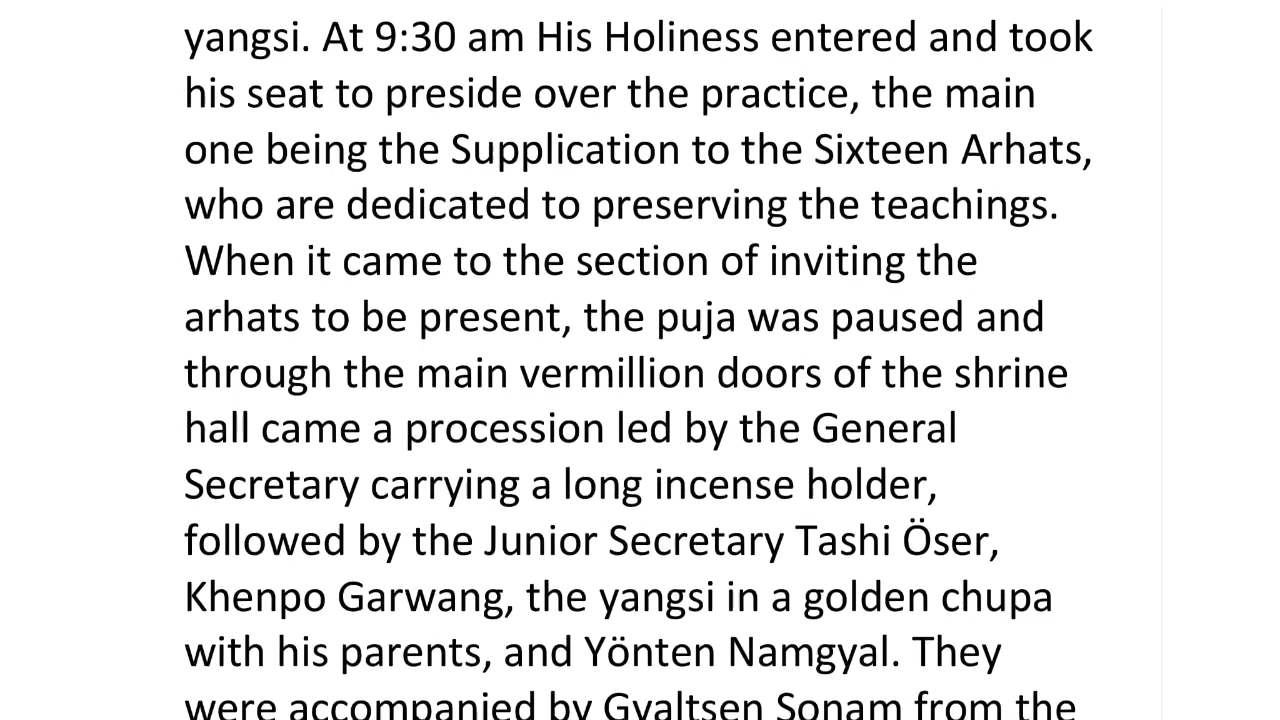 yangsi. At 9:30 am His Holiness entered and took
his seat to preside over the practice, the main
one being the Supplication to the Sixteen Arhats,
who are dedicated to preserving the teachings.
When it came to the section of inviting the
arhats to be present, the puja was paused and
through the main vermillion doors of the shrine
hall came a procession led by the General
Secretary carrying a long incense holder,
followed by the Junior Secretary Tashi Öser,
Khenpo Garwang, the yangsi in a golden chupa
with his parents, and Yönten Namgyal. They
were accompanied by Gyaltsen Sonam from the